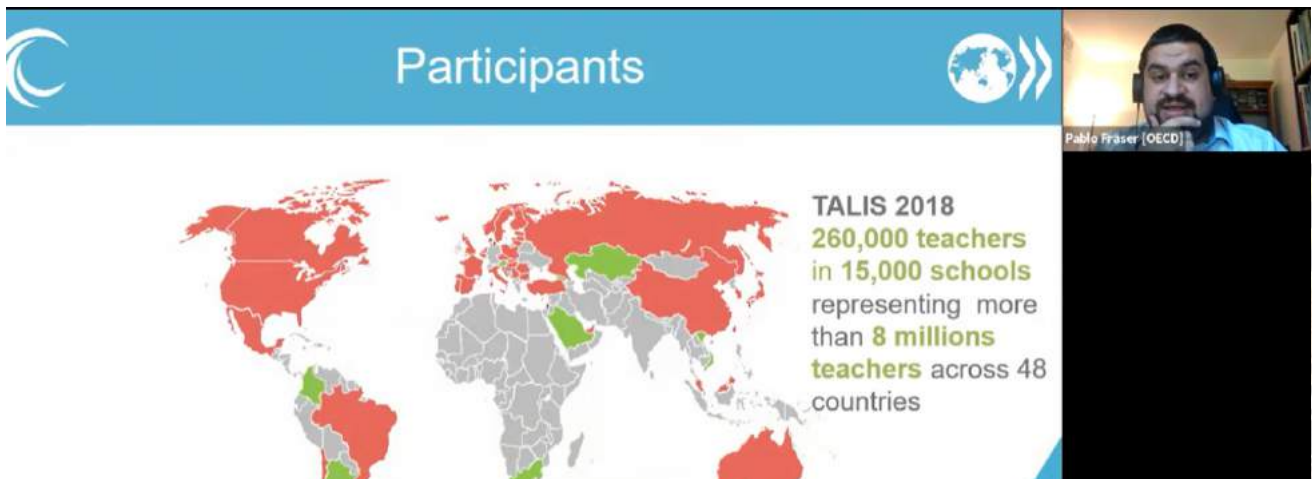 Participants
TALIS 2018
260,000 teachers
in 15,000 schools
representing more
than 8 millions
teachers across 48
countries
Pablo Fraser [OECD]